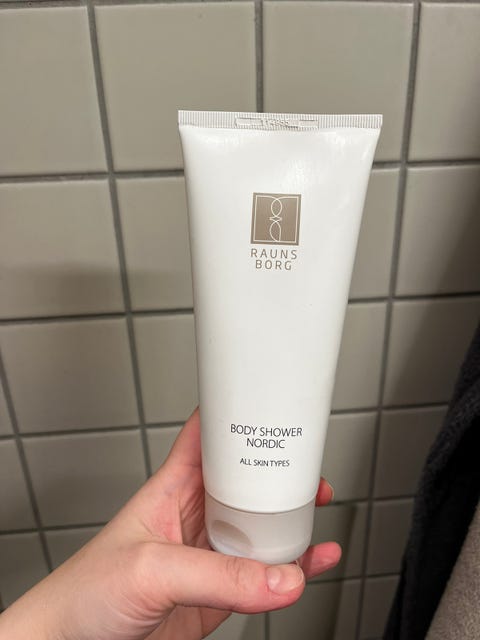 RAUNS
BORG
BODY SHOWER
NORDIC
ALL SKIN TYPES